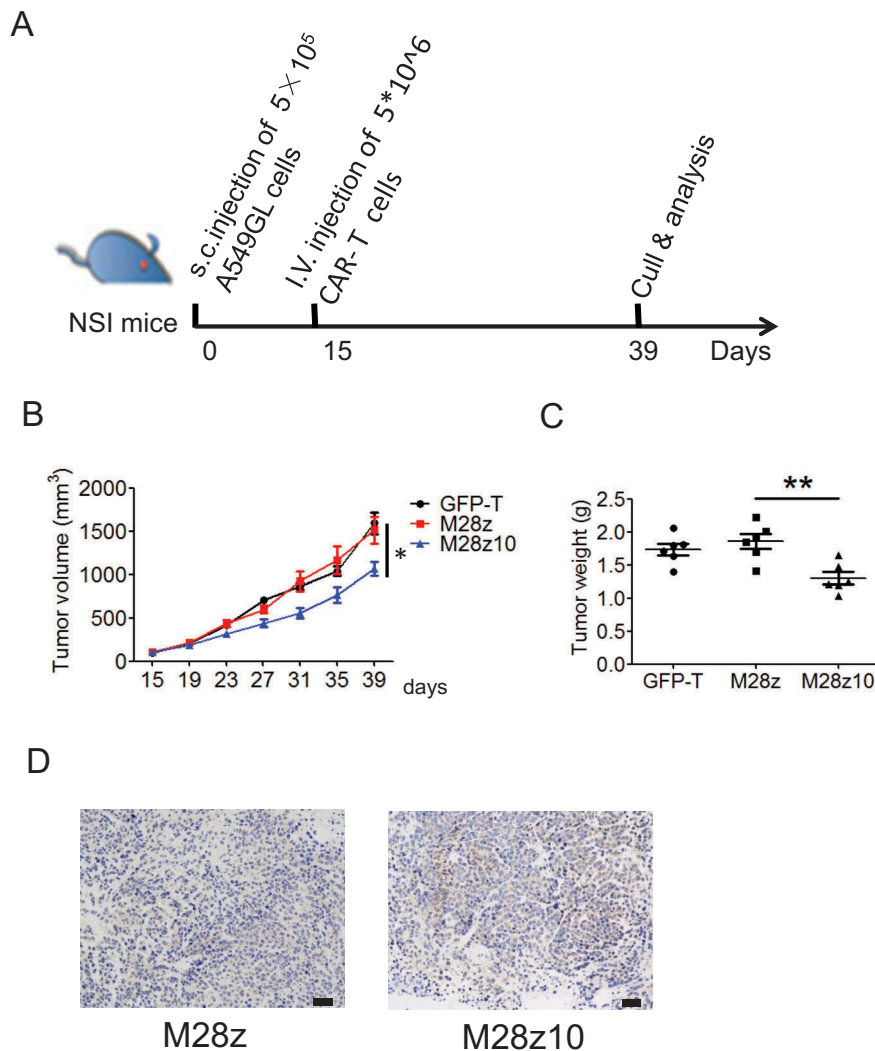 A
s.c.injection of 5×10⁵
A549GL cells
I.V. injection of 5*10^6
CAR-T cells
Cull & analysis
NSI mice
0 15 39 Days
B
Tumor volume (mm³)
2000
1500
1000
500
0
15 19 23 27 31 35 39 days
GFP-T
M28z
M28z10
*
C
Tumor weight (g)
**
2.5
2.0
1.5
1.0
0.5
0.0
GFP-T M28z M28z10
D
M28z M28z10